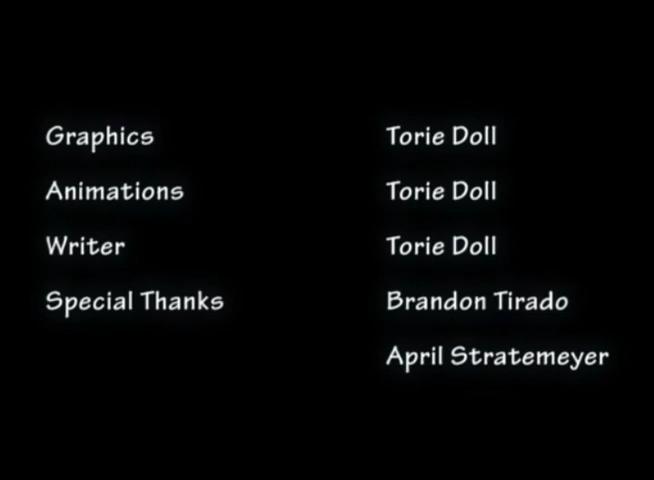 Graphics Torie Doll
Animations Torie Doll
Writer Torie Doll
Special Thanks Brandon Tirado
April Stratemeyer